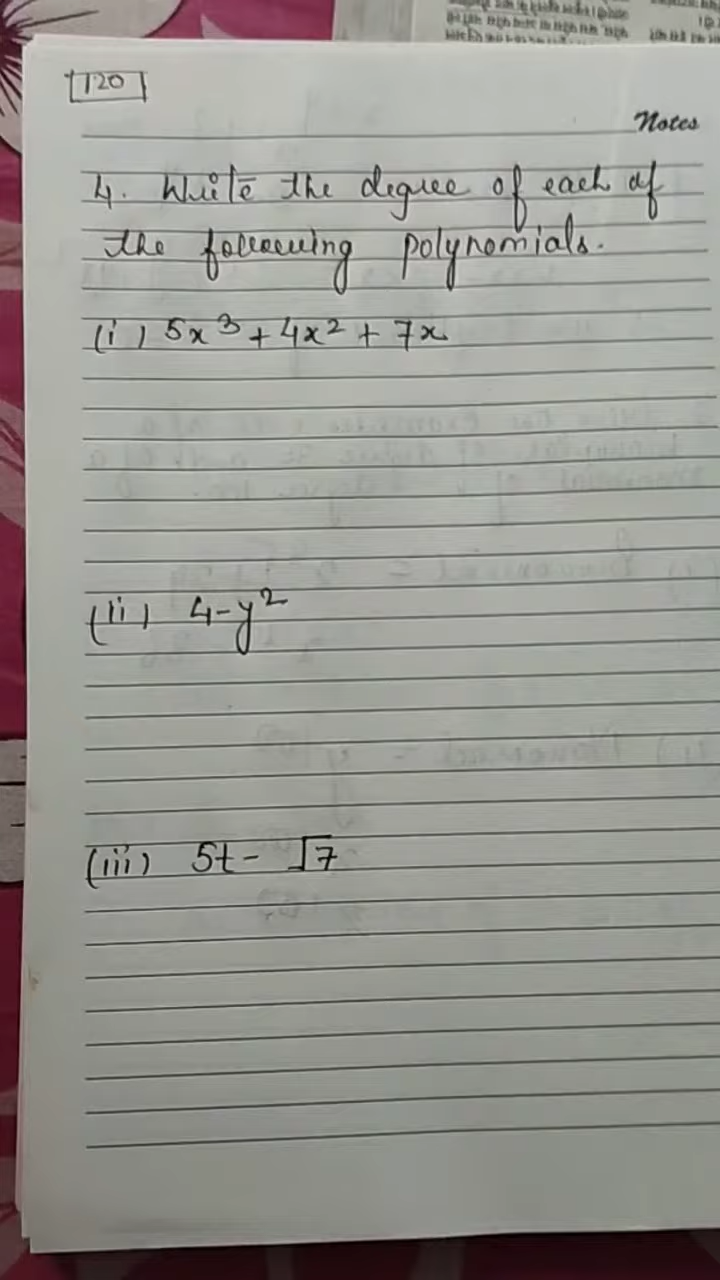 120
Notes
4. Write the degree of each of
the following polynomials.
(i) 5x³ + 4x² + 7x
(ii) 4-y²
(iii) 5t - √7